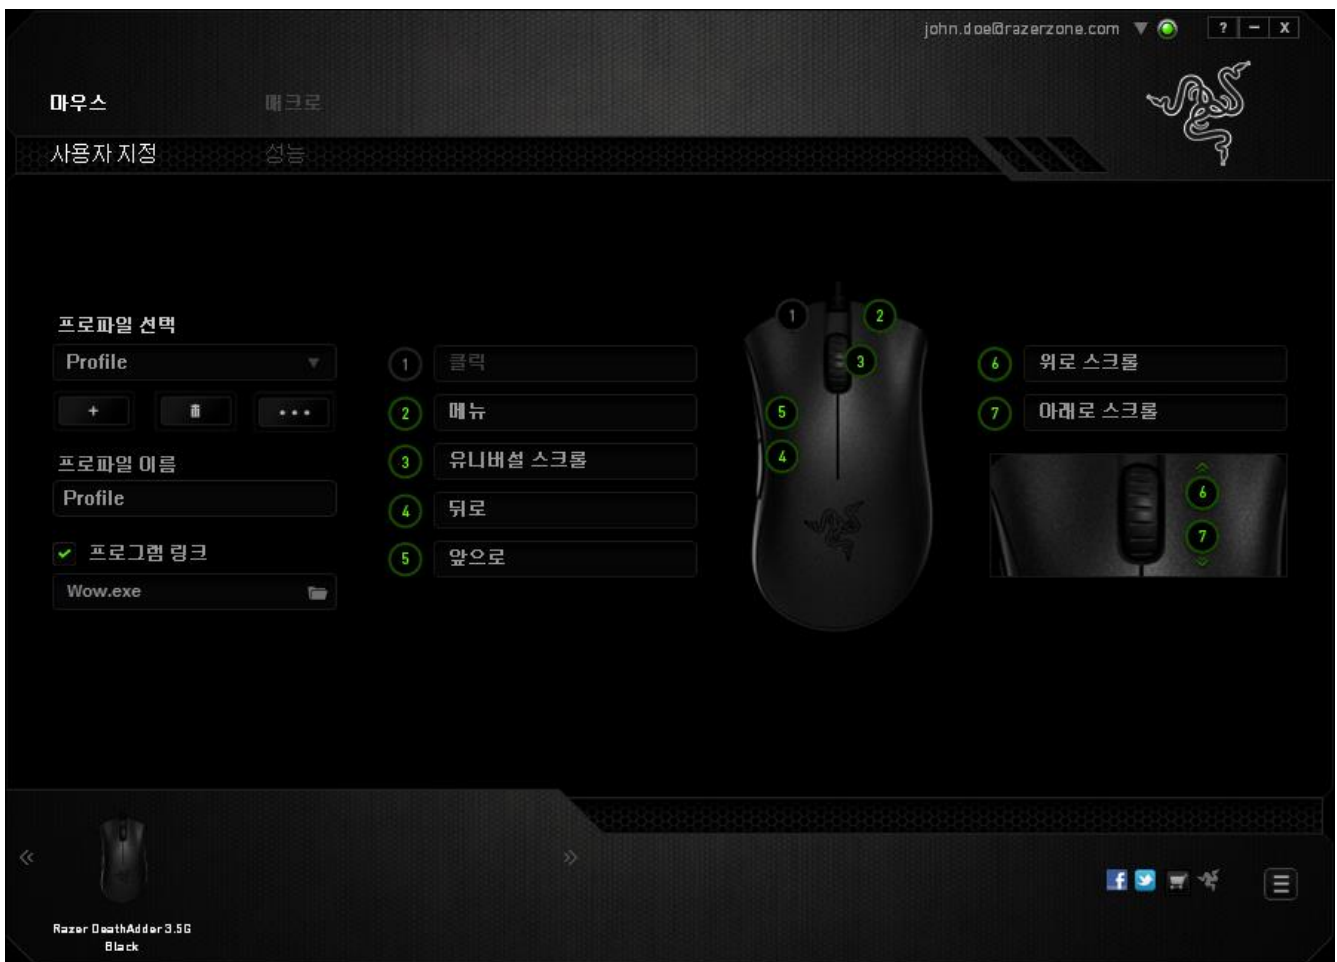 john.doe@razerzone.com
? – X
마우스 매크로
사용자 지정 성능
프로파일 선택
Profile
+
프로파일 이름
Profile
프로그램 링크
Wow.exe
1 클릭
2 메뉴
3 유니버설 스크롤
4 뒤로
5 앞으로
1 2
3
5
4
6 위로 스크롤
7 아래로 스크롤
6
7
Razer DeathAdder 3.5G
Black